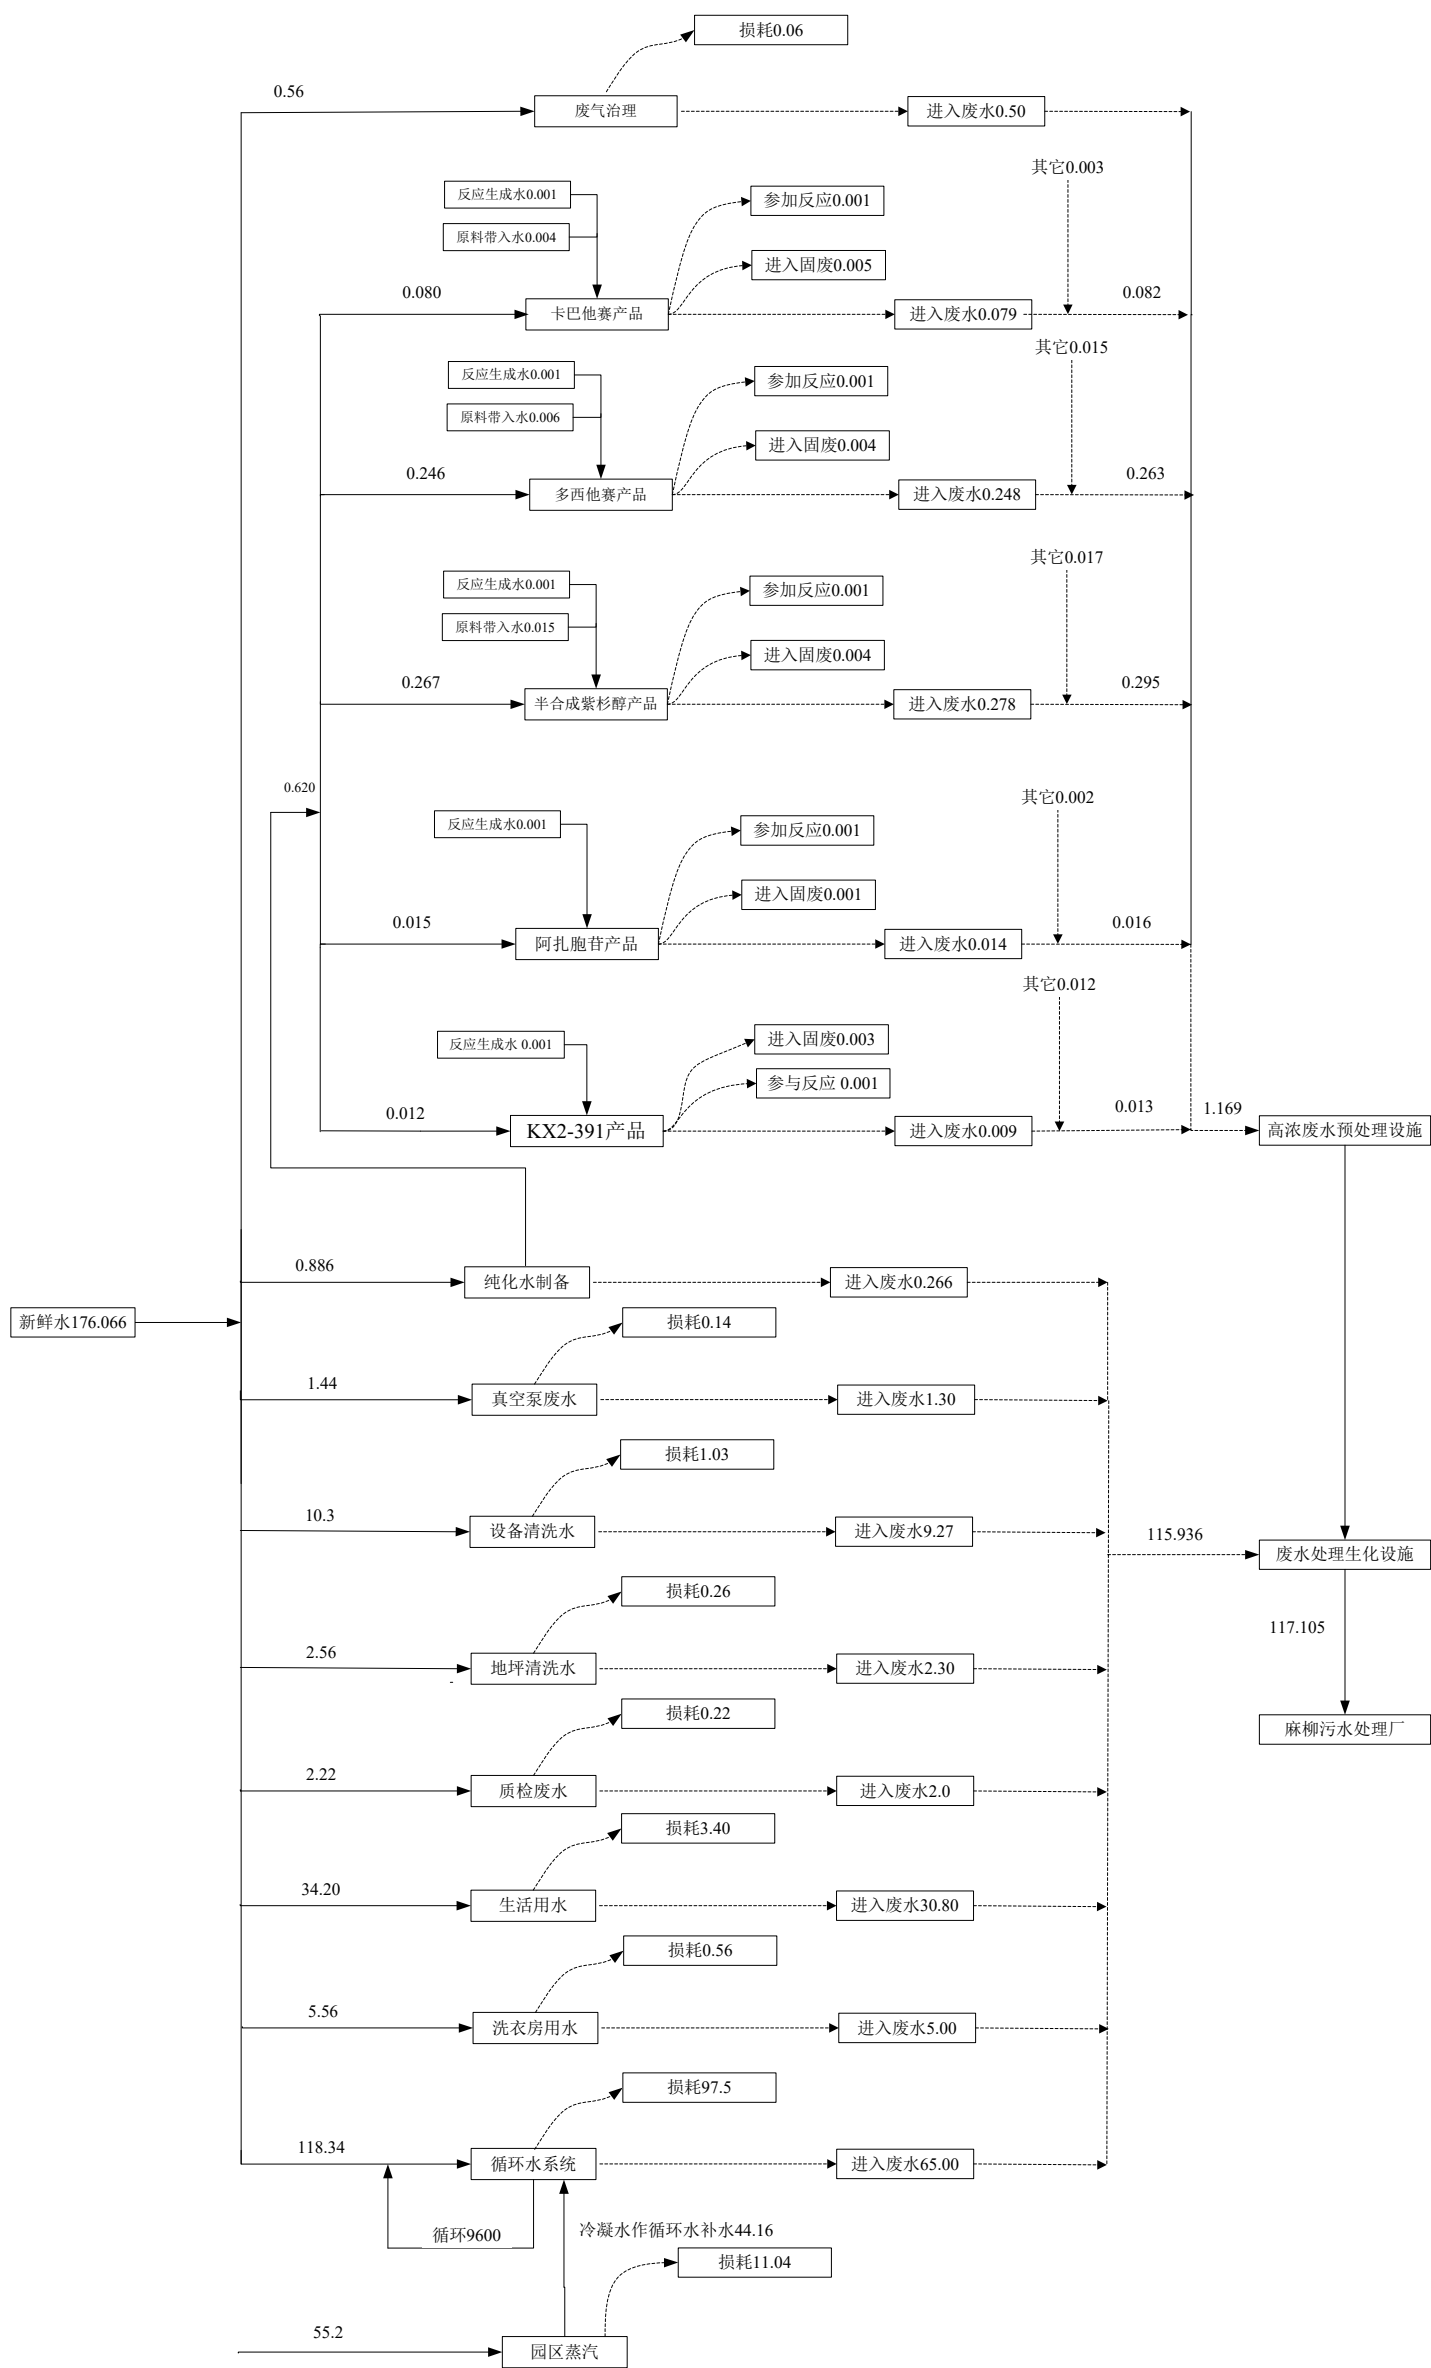 损耗0.06
0.56
废气治理
进入废水0.50
其它0.003
反应生成水0.001
参加反应0.001
原料带入水0.004
进入固废0.005
0.080
卡巴他赛产品
进入废水0.079
0.082
其它0.015
反应生成水0.001
参加反应0.001
原料带入水0.006
进入固废0.004
0.246
多西他赛产品
进入废水0.248
0.263
其它0.017
反应生成水0.001
参加反应0.001
原料带入水0.015
进入固废0.004
0.267
半合成紫杉醇产品
进入废水0.278
0.295
0.620
其它0.002
反应生成水0.001
参加反应0.001
进入固废0.001
0.015
阿扎胞苷产品
进入废水0.014
0.016
其它0.012
反应生成水 0.001
进入固废0.003
参与反应 0.001
0.012
KX2-391产品
进入废水0.009
0.013
1.169
高浓废水预处理设施
0.886
纯化水制备
进入废水0.266
新鲜水176.066
损耗0.14
1.44
真空泵废水
进入废水1.30
损耗1.03
10.3
设备清洗水
进入废水9.27
115.936
废水处理生化设施
损耗0.26
2.56
地坪清洗水
进入废水2.30
117.105
损耗0.22
麻柳污水处理厂
2.22
质检废水
进入废水2.0
损耗3.40
34.20
生活用水
进入废水30.80
损耗0.56
5.56
洗衣房用水
进入废水5.00
损耗97.5
118.34
循环水系统
进入废水65.00
循环9600
冷凝水作循环水补水44.16
损耗11.04
55.2
园区蒸汽